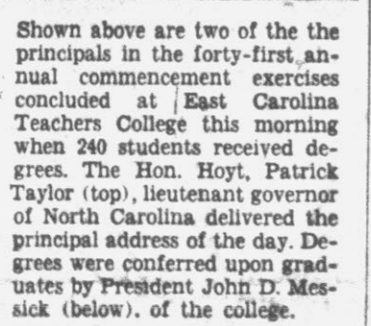 Shown above are two of the the
principals in the forty-first an-
nual commencement exercises
concluded at East Carolina
Teachers College this morning
when 240 students received de-
grees. The Hon. Hoyt, Patrick
Taylor (top), lieutenant governor
of North Carolina delivered the
principal address of the day. De-
grees were conferred upon grad-
uates by President John D. Mes-
sick (below). of the college.